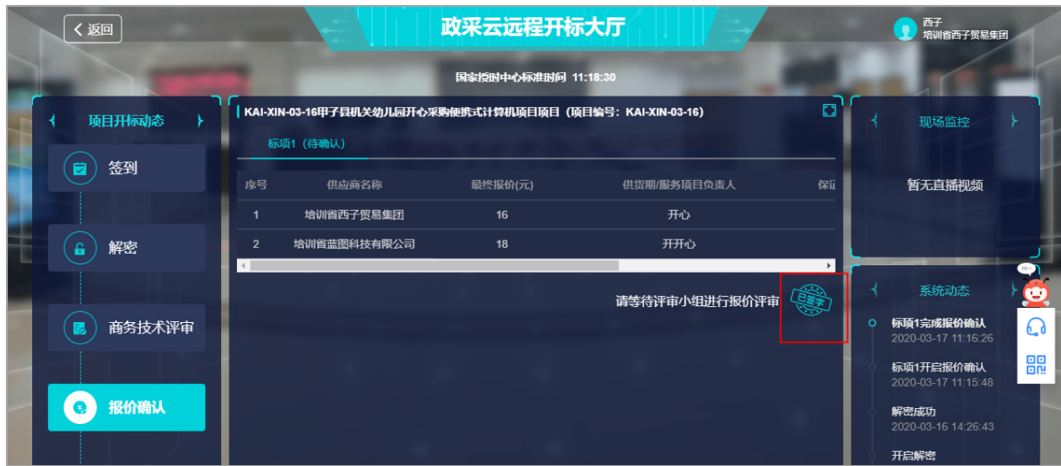 返回
政采云远程开标大厅
西子
培训省西子贸易集团
国家授时中心标准时间 11:18:30
项目开标动态
签到
解密
商务技术评审
报价确认
KAI-XIN-03-16甲子县机关幼儿园开心采购便携式计算机项目项目（项目编号：KAI-XIN-03-16）
标项1（待确认）
序号 供应商名称 最终报价(元) 供货期/服务项目负责人 保证
1 培训省西子贸易集团 16 开心
2 培训省蓝图科技有限公司 18 开开心
请等待评审小组进行报价评审
已签字
现场监控
暂无直播视频
系统动态
标项1完成报价确认
2020-03-17 11:16:26
标项1开启报价确认
2020-03-17 11:15:48
解密成功
2020-03-16 14:26:43
开启解密